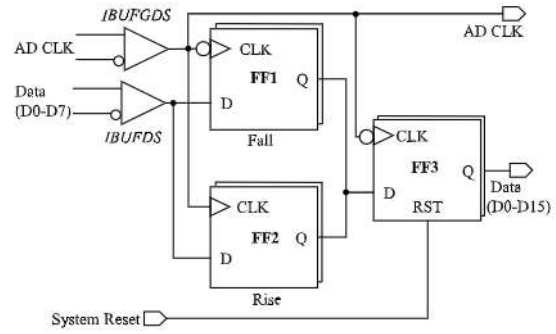 IBUFGDS
AD CLK
AD CLK
CLK
FF1
Q
D
Data
(D0-D7)
IBUFDS
Fall
CLK
FF3
Q
D
Data
(D0-D15)
RST
CLK
FF2
Q
D
Rise
System Reset